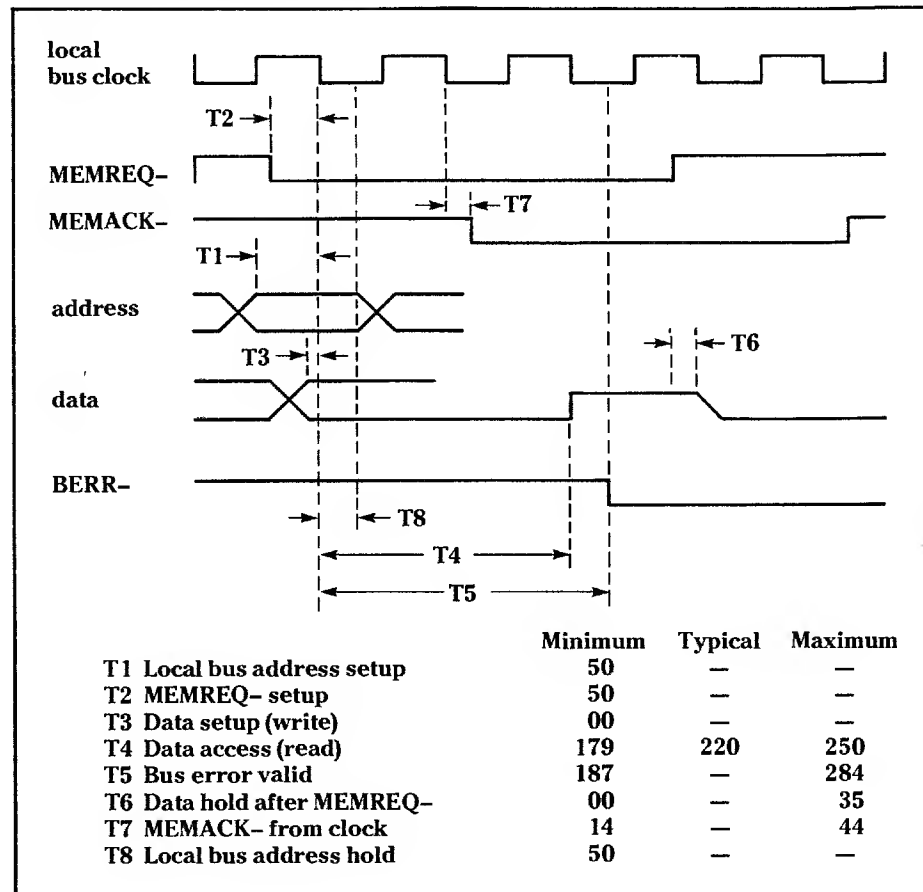 local
bus clock
T2
MEMREQ–
T7
MEMACK–
T1
address
T3
T6
data
BERR–
T8
T4
T5
Minimum Typical Maximum
T1 Local bus address setup 50 — —
T2 MEMREQ– setup 50 — —
T3 Data setup (write) 00 — —
T4 Data access (read) 179 220 250
T5 Bus error valid 187 — 284
T6 Data hold after MEMREQ– 00 — 35
T7 MEMACK– from clock 14 — 44
T8 Local bus address hold 50 — —